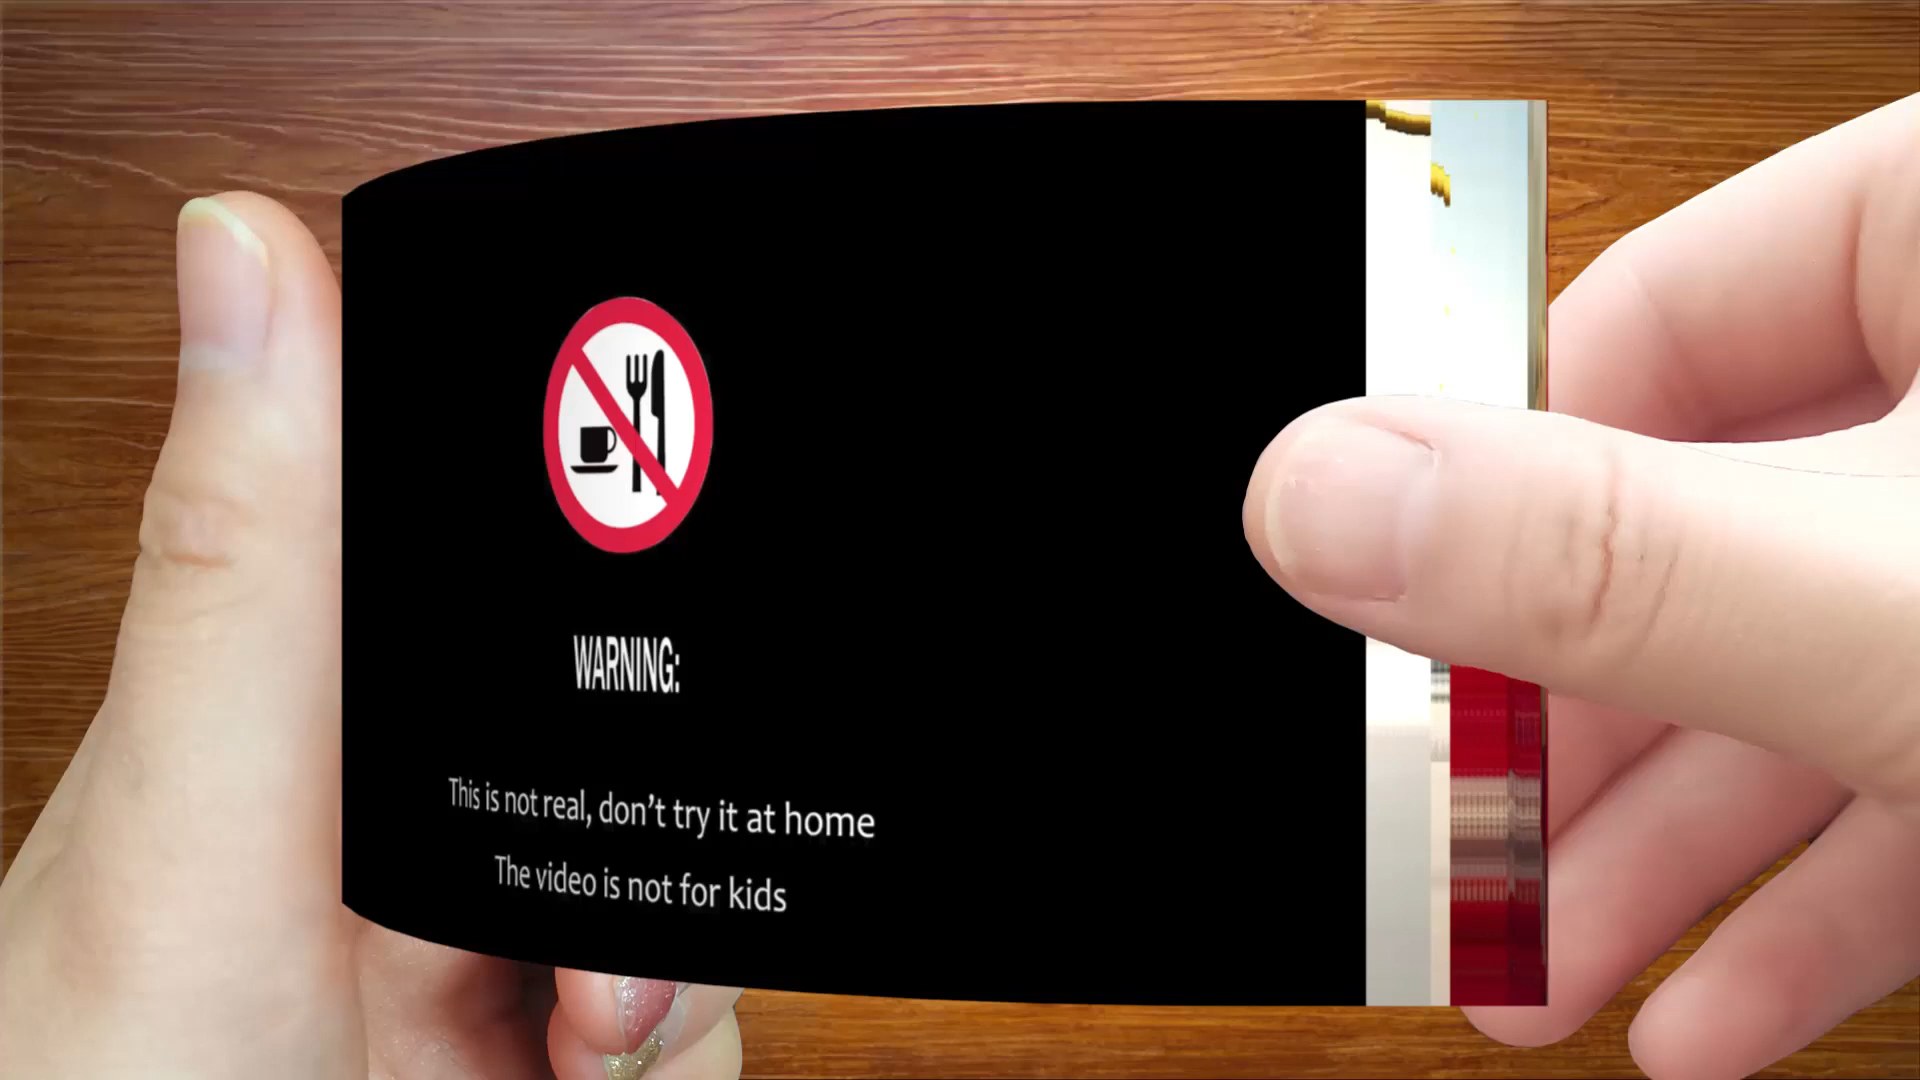 WARNING:
This is not real, don’t try it at home
The video is not for kids